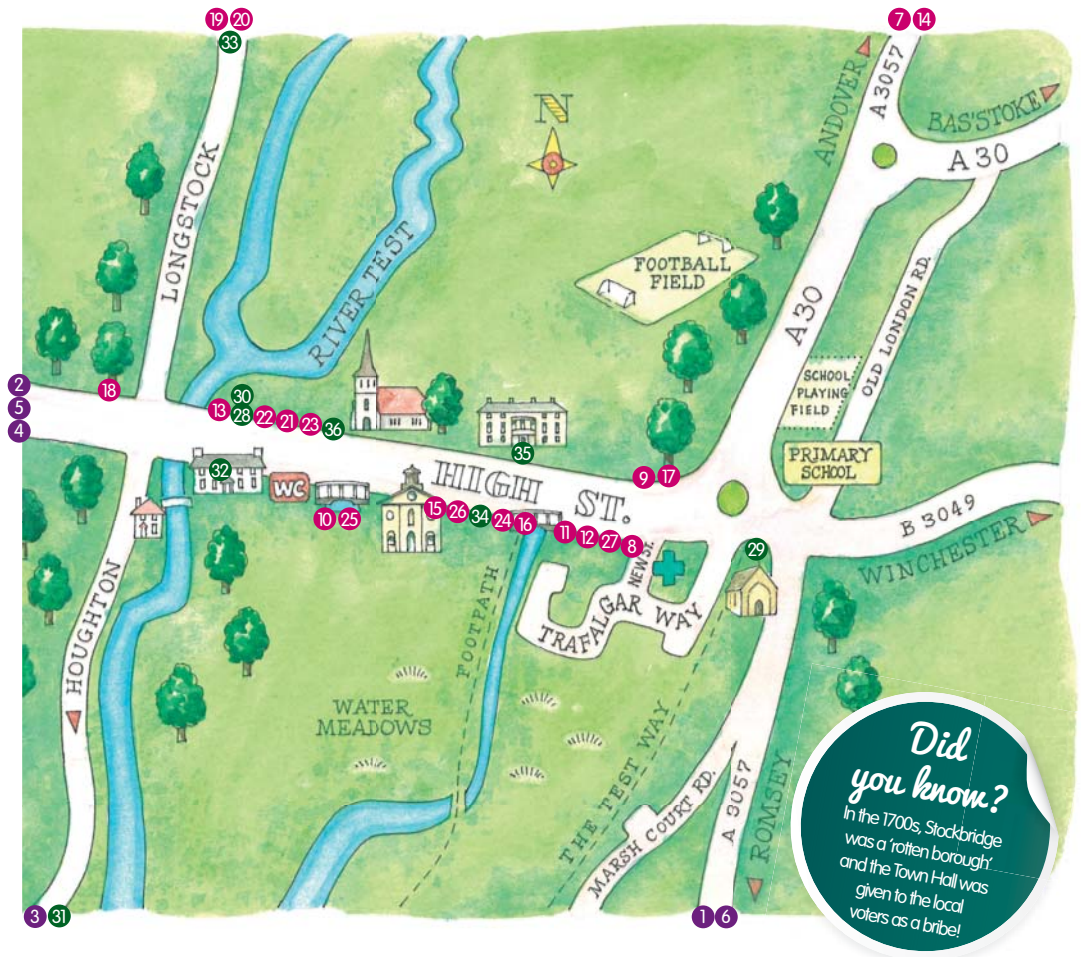 19 20
33
7 14
N
ANDOVER
A3057
BAS'STOKE
A 30
LONGSTOCK
RIVER TEST
FOOTBALL
FIELD
A 30
OLD LONDON RD.
SCHOOL
PLAYING
FIELD
PRIMARY
SCHOOL
2
5
4
18
13
30
28
22
21
23
36
32
WC
10 25
35
HIGH ST.
9 17
15
26
34
24
16
11
12
27
8
NEW ST.
29
B 3049
WINCHESTER
TRAFALGAR WAY
HOUGHTON
FOOTPATH
WATER
MEADOWS
THE TEST WAY
MARSH COURT RD.
A 3057
ROMSEY
3 31
1 6
Did
you know?
In the 1700s, Stockbridge
was a 'rotten borough'
and the Town Hall was
given to the local
voters as a bribe!